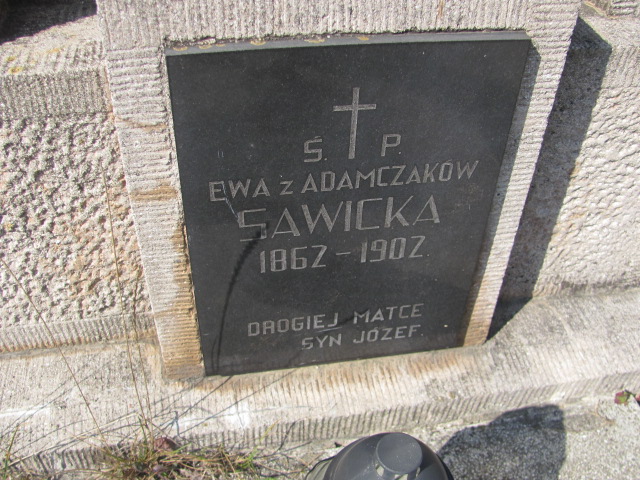 Ś. P.
EWA Z ADAMCZAKÓW
SAWICKA
1862-1902.
DROGIEJ MATCE
SYN JÓZEF.